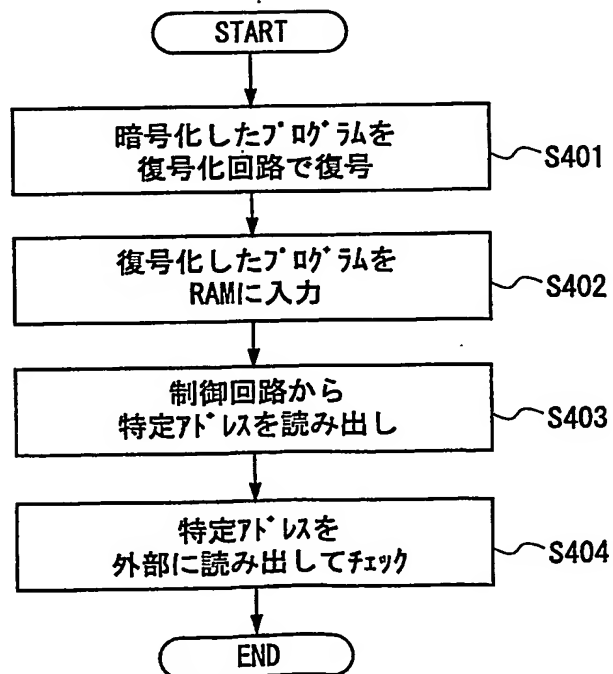 START
暗号化したﾌﾟﾛｸﾞﾗﾑを
復号化回路で復号
S401
復号化したﾌﾟﾛｸﾞﾗﾑを
RAMに入力
S402
制御回路から
特定ｱﾄﾞﾚｽを読み出し
S403
特定ｱﾄﾞﾚｽを
外部に読み出してﾁｪｯｸ
S404
END